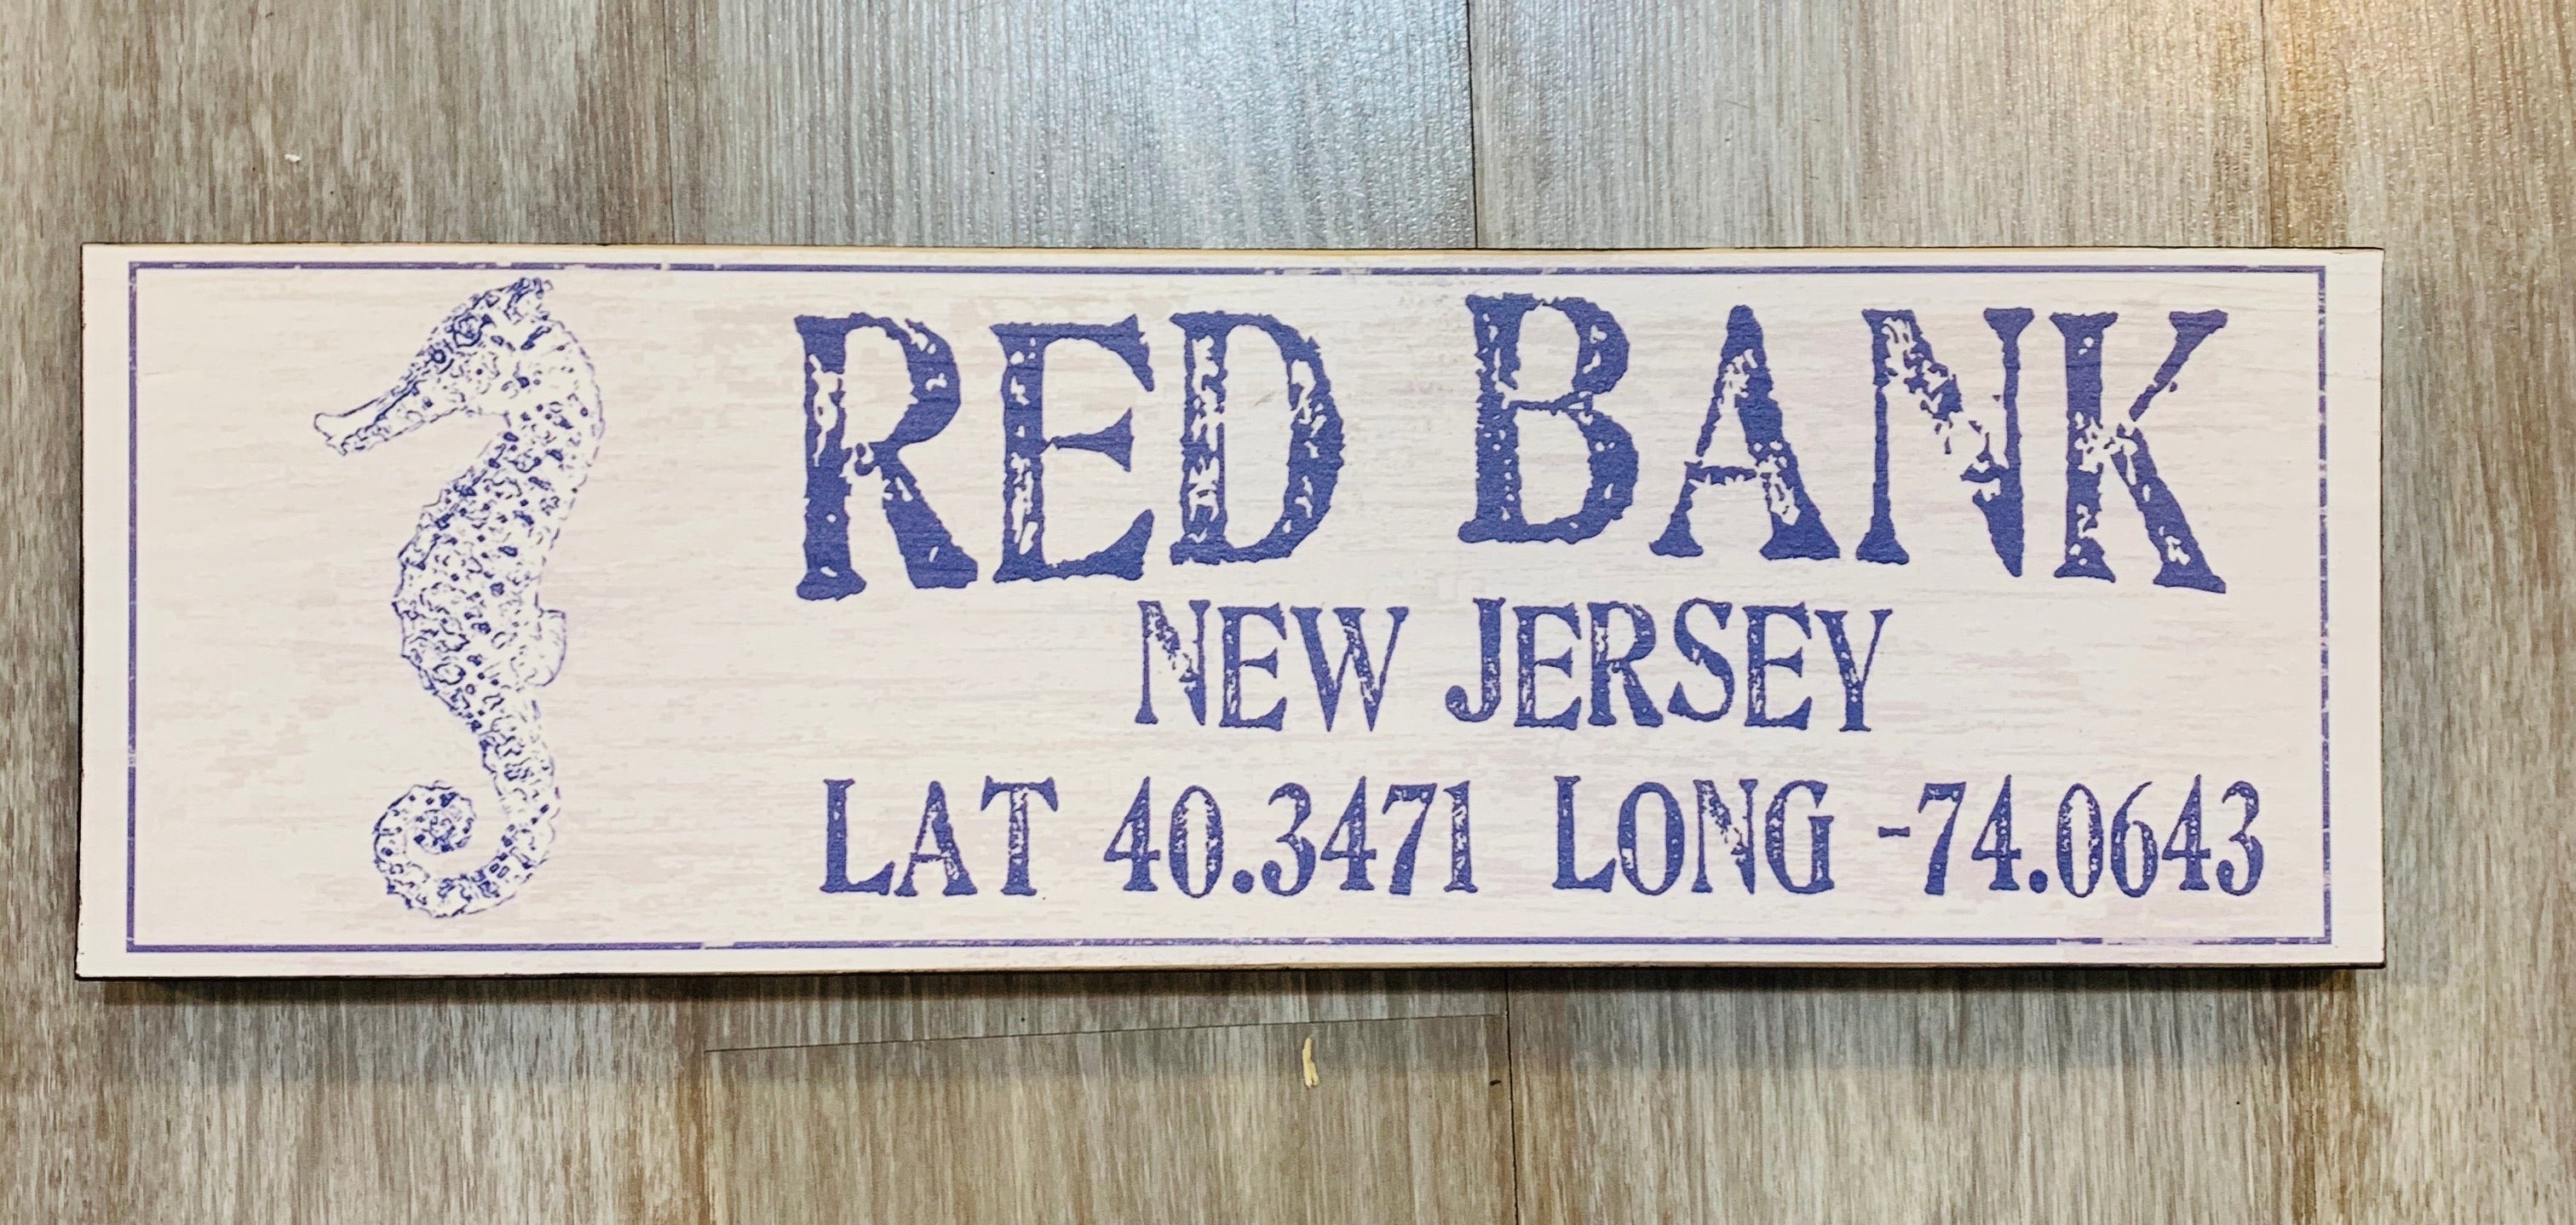 RED BANK
NEW JERSEY
LAT 40.3471 LONG -74.0643